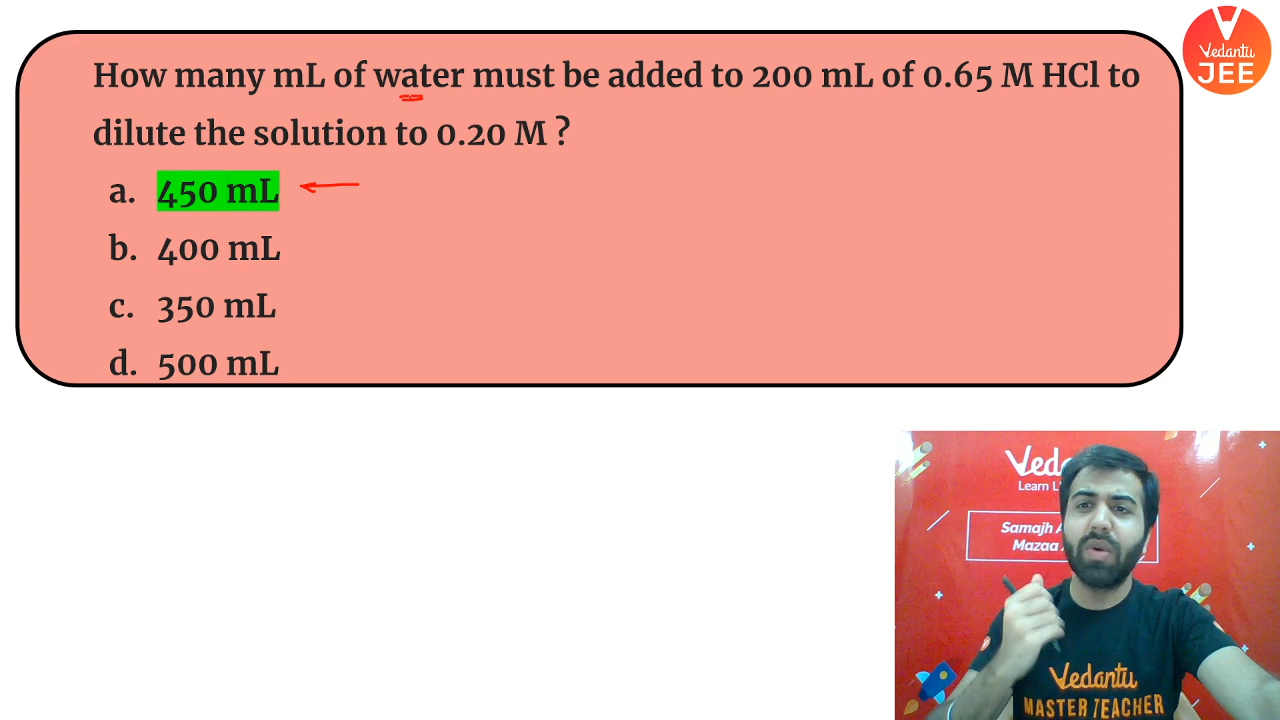 How many mL of water must be added to 200 mL of 0.65 M HCl to
dilute the solution to 0.20 M ?
a. 450 mL
b. 400 mL
c. 350 mL
d. 500 mL
Vedantu
JEE
Learn
Samajh
Mazaa
Vedantu
MASTER TEACHER